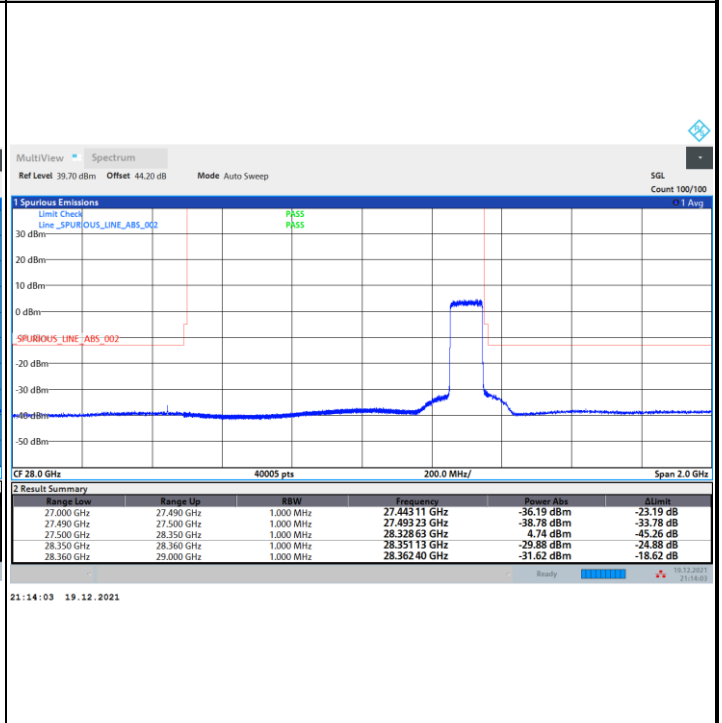 MultiView Spectrum
Ref Level 39.70 dBm Offset 44.20 dB Mode Auto Sweep SGL
Count 100/100
1 Spurious Emissions 1 Avg
Limit Check PASS
Line _SPURIOUS_LINE_ABS_002 PASS
30 dBm
20 dBm
10 dBm
0 dBm
_SPURIOUS_LINE_ABS_002
-20 dBm
-30 dBm
-40 dBm
-50 dBm
CF 28.0 GHz 40005 pts 200.0 MHz/ Span 2.0 GHz
2 Result Summary
Range Low Range Up RBW Frequency Power Abs ΔLimit
27.000 GHz 27.490 GHz 1.000 MHz 27.443 11 GHz -36.19 dBm -23.19 dB
27.490 GHz 27.500 GHz 1.000 MHz 27.493 23 GHz -38.78 dBm -33.78 dB
27.500 GHz 28.350 GHz 1.000 MHz 28.328 63 GHz 4.74 dBm -45.26 dB
28.350 GHz 28.360 GHz 1.000 MHz 28.351 13 GHz -29.88 dBm -24.88 dB
28.360 GHz 29.000 GHz 1.000 MHz 28.362 40 GHz -31.62 dBm -18.62 dB
Ready 19.12.2021
21:14:03
21:14:03 19.12.2021